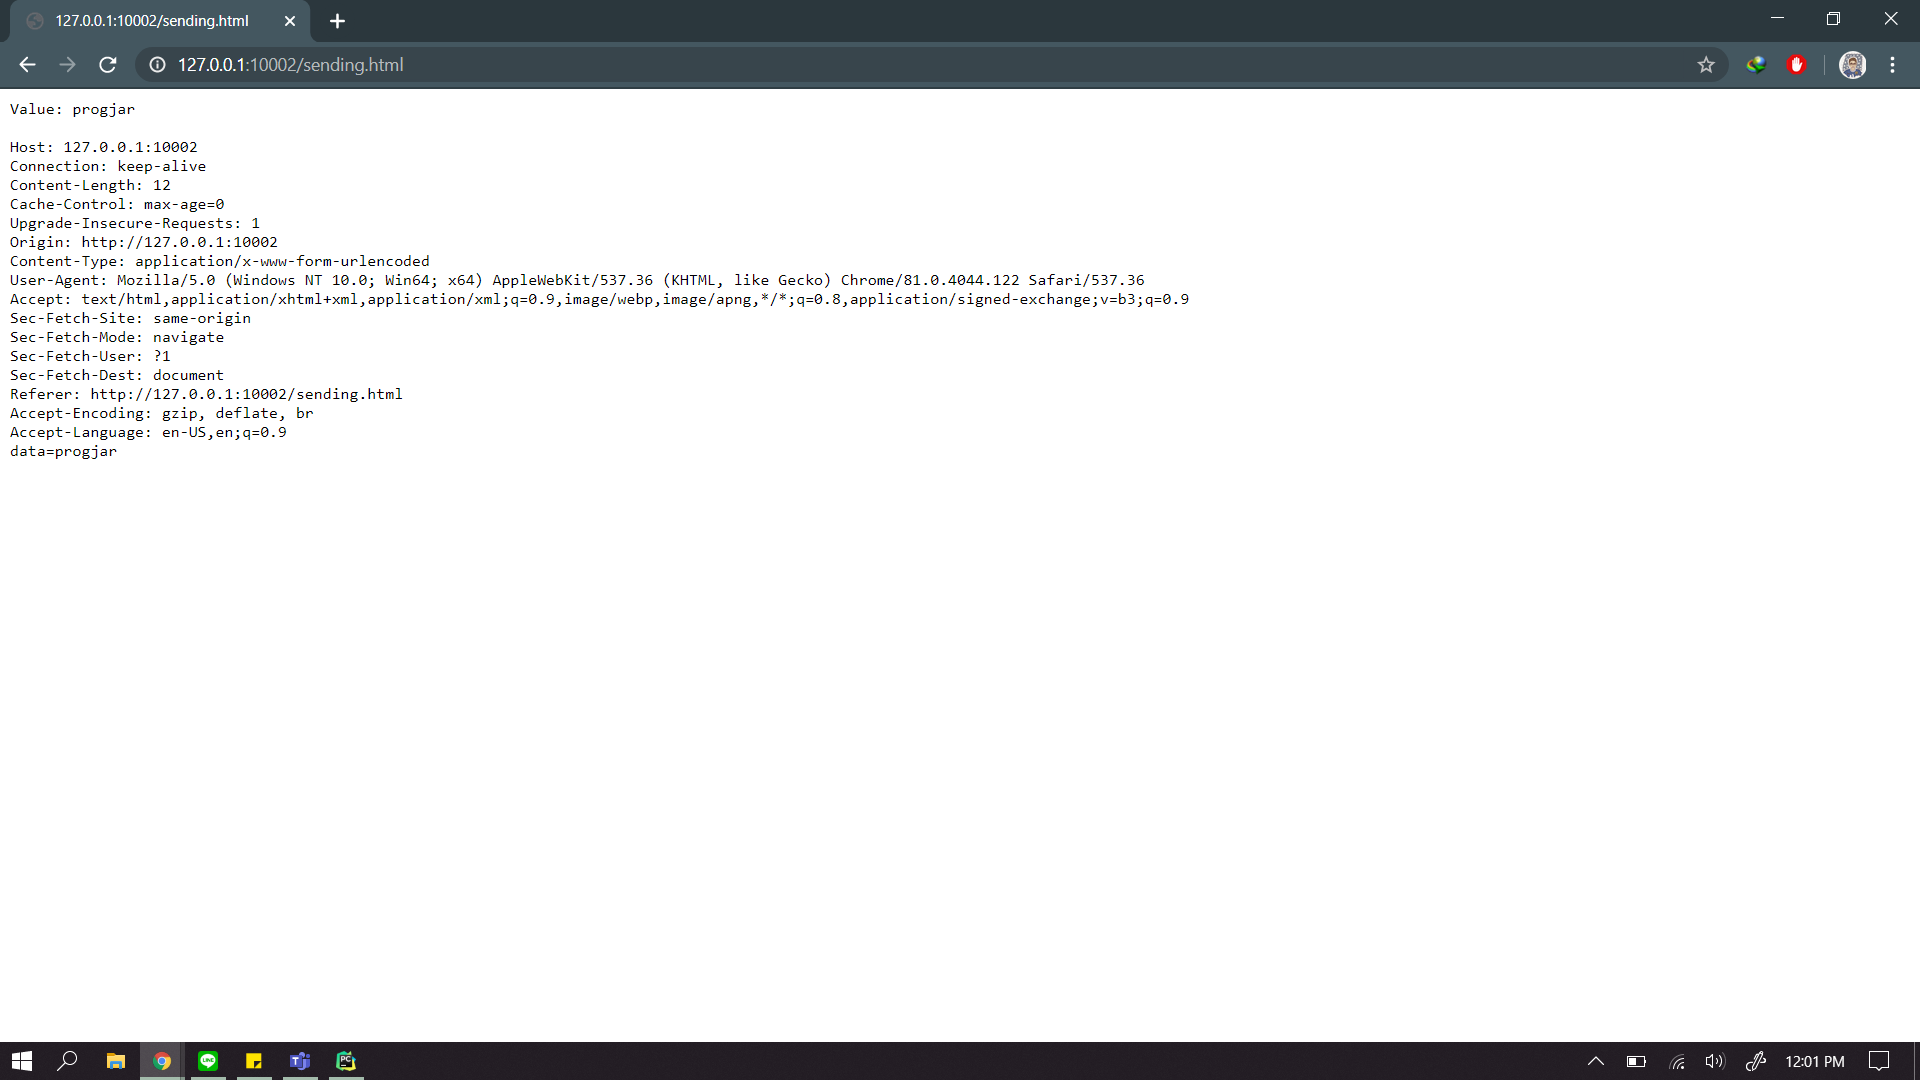 127.0.0.1:10002/sending.html
127.0.0.1:10002/sending.html
Value: progjar
Host: 127.0.0.1:10002
Connection: keep-alive
Content-Length: 12
Cache-Control: max-age=0
Upgrade-Insecure-Requests: 1
Origin: http://127.0.0.1:10002
Content-Type: application/x-www-form-urlencoded
User-Agent: Mozilla/5.0 (Windows NT 10.0; Win64; x64) AppleWebKit/537.36 (KHTML, like Gecko) Chrome/81.0.4044.122 Safari/537.36
Accept: text/html,application/xhtml+xml,application/xml;q=0.9,image/webp,image/apng,*/*;q=0.8,application/signed-exchange;v=b3;q=0.9
Sec-Fetch-Site: same-origin
Sec-Fetch-Mode: navigate
Sec-Fetch-User: ?1
Sec-Fetch-Dest: document
Referer: http://127.0.0.1:10002/sending.html
Accept-Encoding: gzip, deflate, br
Accept-Language: en-US,en;q=0.9
data=progjar
LINE
PC
12:01 PM